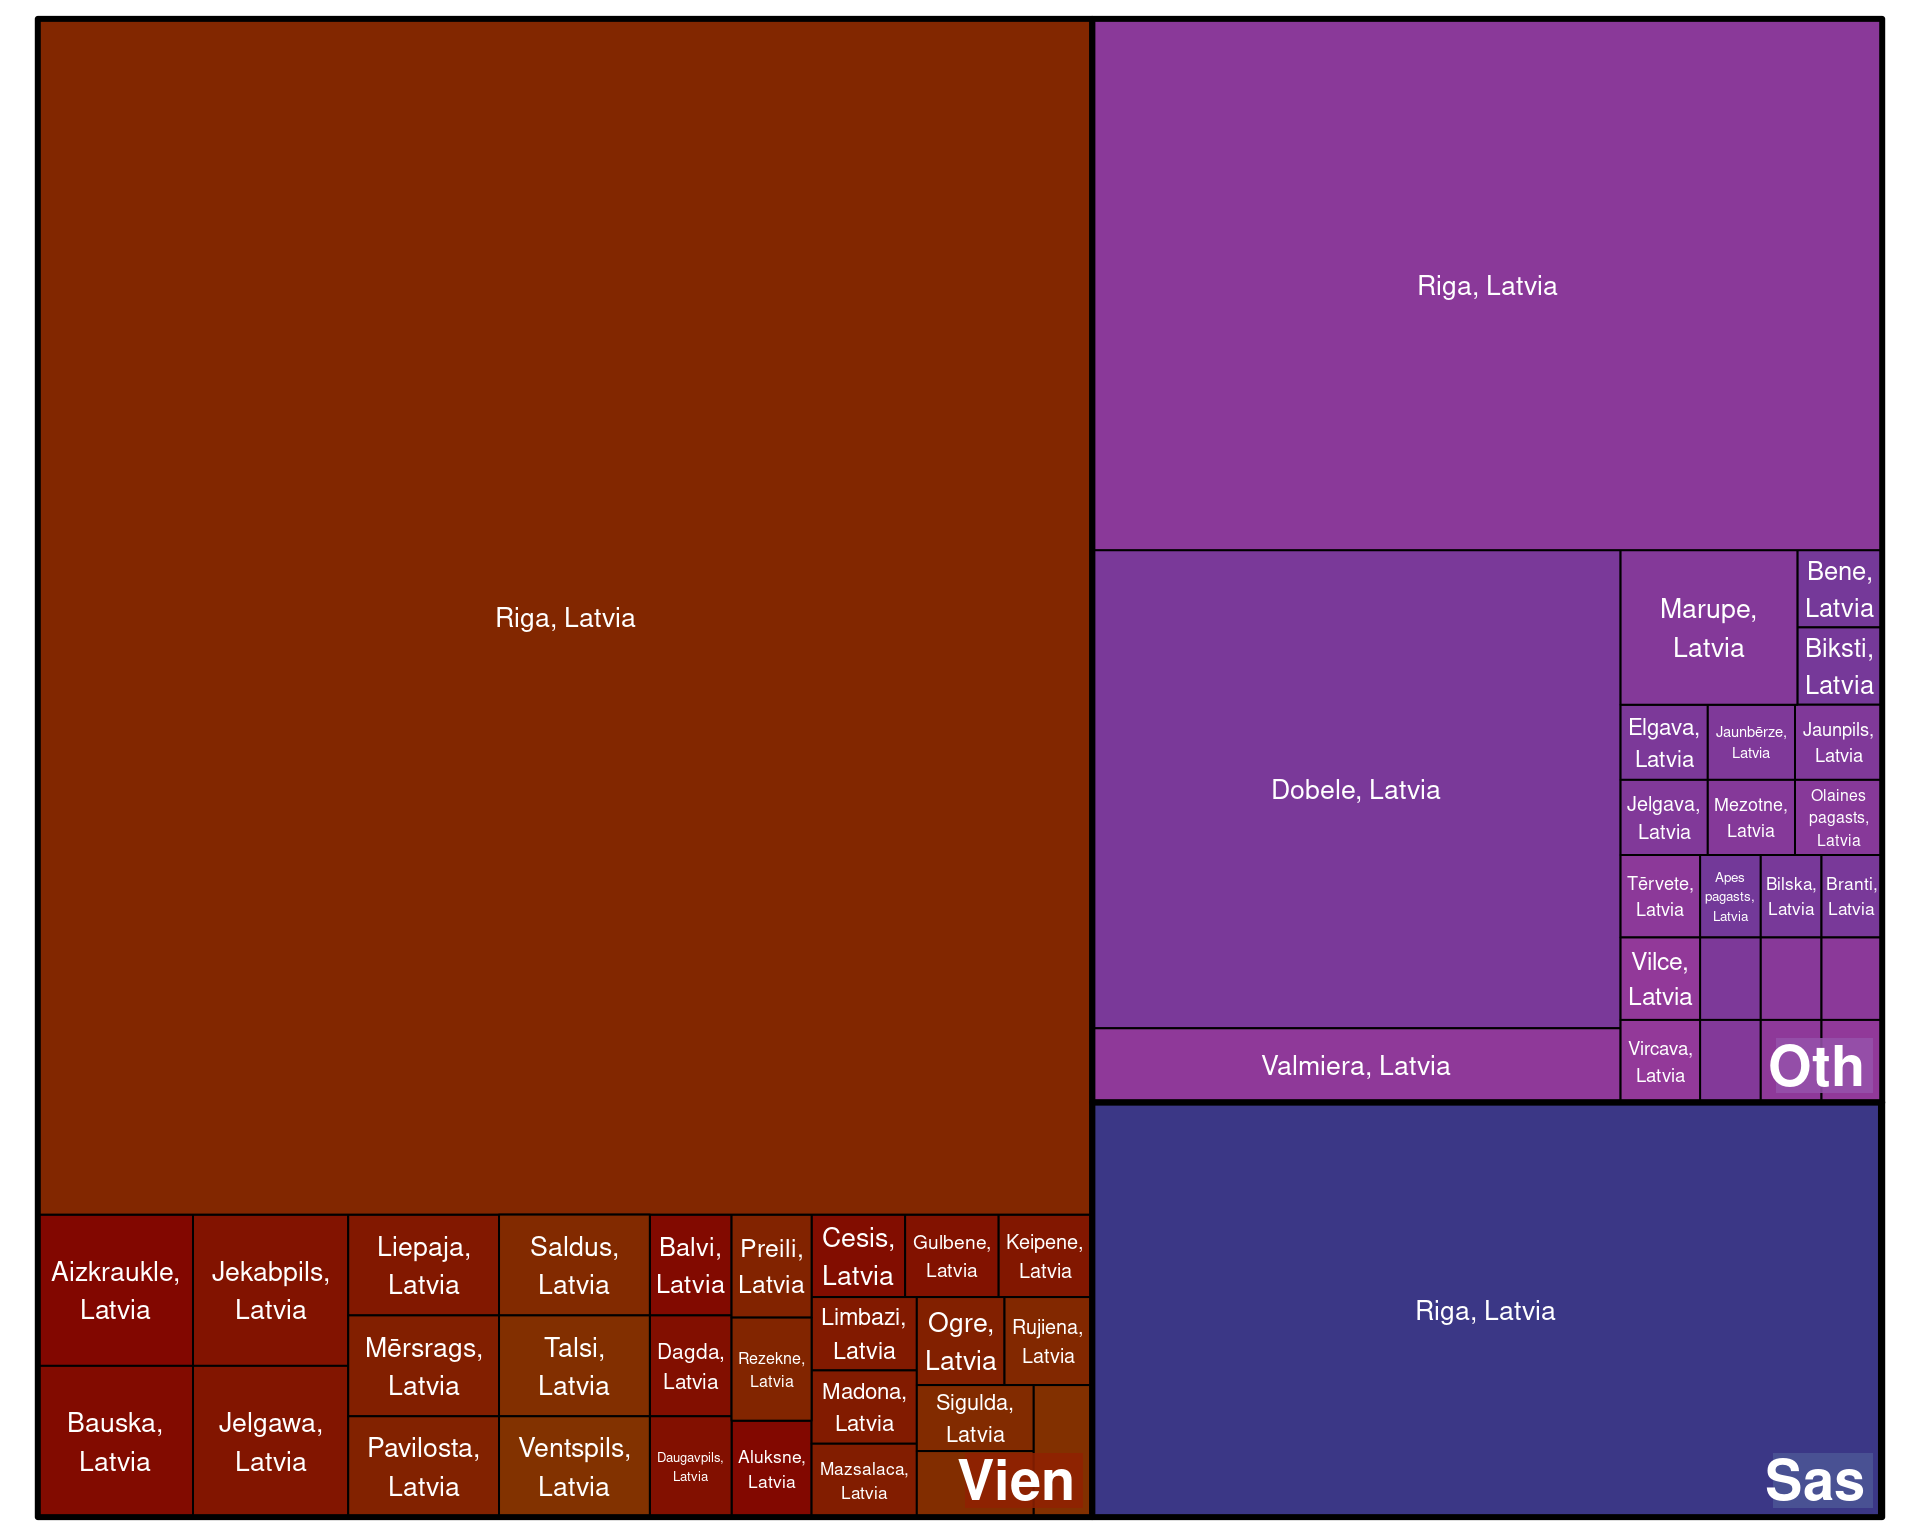 Riga, Latvia
Aizkraukle,
Latvia
Bauska,
Latvia
Jekabpils,
Latvia
Jelgawa,
Latvia
Liepaja,
Latvia
Mērsrags,
Latvia
Pavilosta,
Latvia
Saldus,
Latvia
Talsi,
Latvia
Ventspils,
Latvia
Balvi,
Latvia
Dagda,
Latvia
Daugavpils,
Latvia
Preili,
Latvia
Rezekne,
Latvia
Aluksne,
Latvia
Cesis,
Latvia
Gulbene,
Latvia
Keipene,
Latvia
Limbazi,
Latvia
Madona,
Latvia
Mazsalaca,
Latvia
Ogre,
Latvia
Rujiena,
Latvia
Sigulda,
Latvia
Vien
Riga, Latvia
Dobele, Latvia
Valmiera, Latvia
Marupe,
Latvia
Bene,
Latvia
Biksti,
Latvia
Elgava,
Latvia
Jaunbērze,
Latvia
Jaunpils,
Latvia
Jelgava,
Latvia
Mezotne,
Latvia
Olaines
pagasts,
Latvia
Tērvete,
Latvia
Apes
pagasts,
Latvia
Bilska,
Latvia
Branti,
Latvia
Vilce,
Latvia
Vircava,
Latvia
Oth
Riga, Latvia
Sas